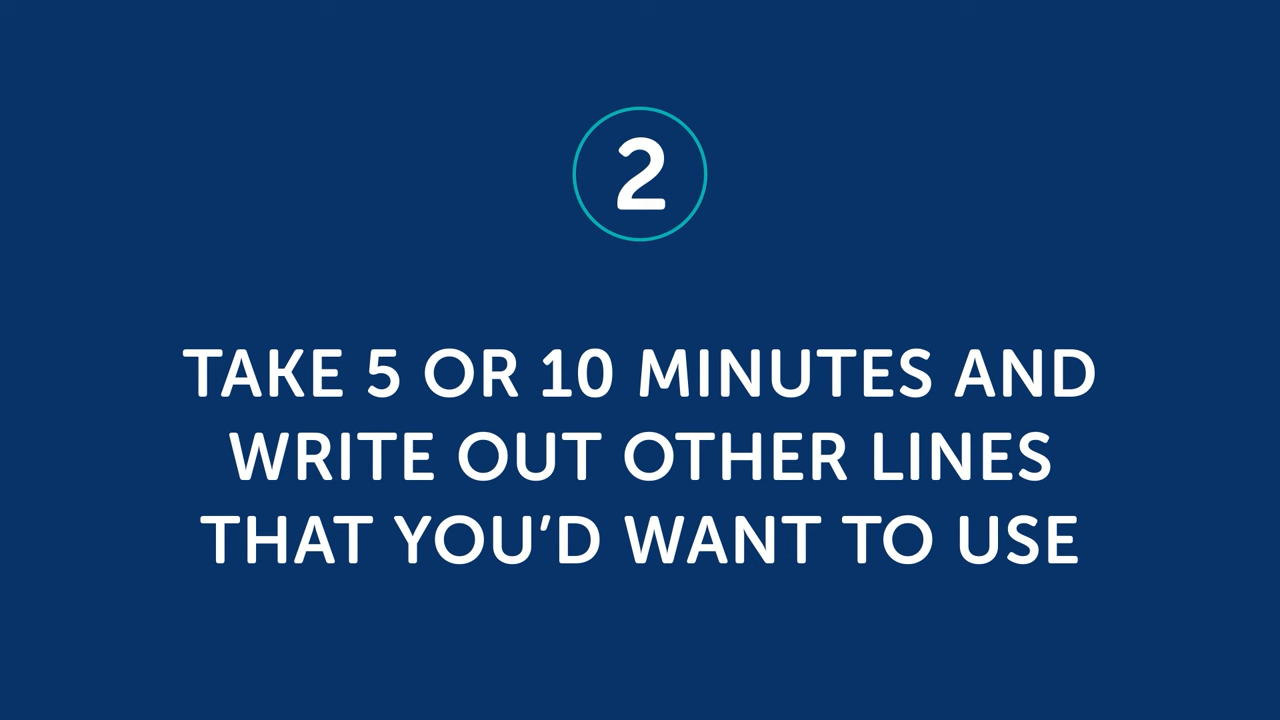 2
TAKE 5 OR 10 MINUTES AND
WRITE OUT OTHER LINES
THAT YOU’D WANT TO USE